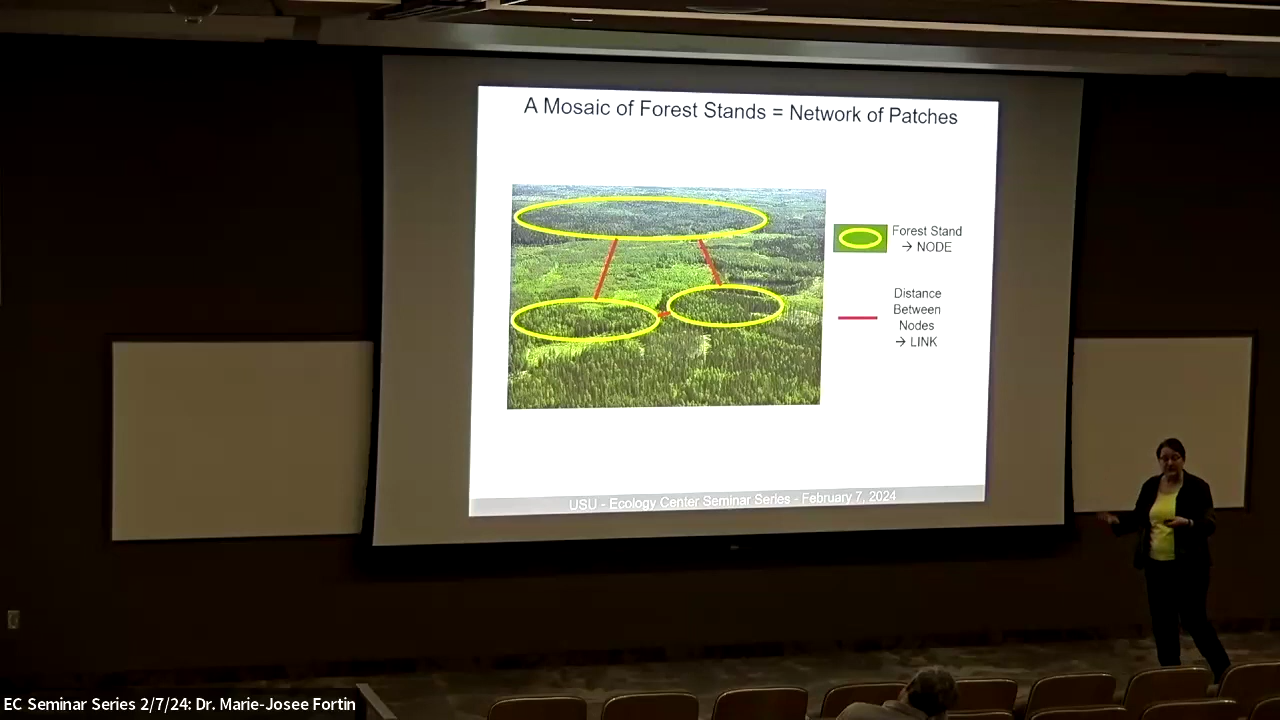 A Mosaic of Forest Stands = Network of Patches
Forest Stand
→ NODE
Distance
Between
Nodes
→ LINK
USU - Ecology Center Seminar Series - February 7, 2024
EC Seminar Series 2/7/24: Dr. Marie-Josee Fortin